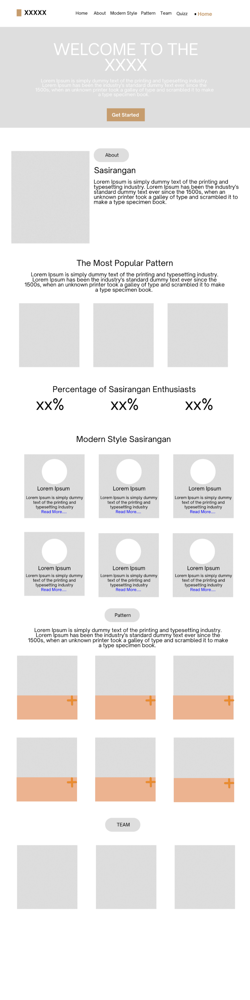 XXXXX
Home About Modern Style Pattern Team Quizz Home
WELCOME TO THE
XXXX
Lorem Ipsum is simply dummy text of the printing and typesetting industry.
Lorem Ipsum has been the industry's standard dummy text ever since the
1500s, when an unknown printer took a galley of type and scrambled it to make
a type specimen book.
Get Started
About
Sasirangan
Lorem Ipsum is simply dummy text of the printing and
typesetting industry. Lorem Ipsum has been the industry's
standard dummy text ever since the 1500s, when an
unknown printer took a galley of type and scrambled it to
make a type specimen book.
The Most Popular Pattern
Lorem Ipsum is simply dummy text of the printing and typesetting industry.
Lorem Ipsum has been the industry's standard dummy text ever since the
1500s, when an unknown printer took a galley of type and scrambled it to make
a type specimen book.
Percentage of Sasirangan Enthusiasts
xx% xx% xx%
Modern Style Sasirangan
Lorem Ipsum
Lorem Ipsum is simply dummy
text of the printing and
typesetting industry
Read More.....
Lorem Ipsum
Lorem Ipsum is simply dummy
text of the printing and
typesetting industry
Read More.....
Lorem Ipsum
Lorem Ipsum is simply dummy
text of the printing and
typesetting industry
Read More.....
Lorem Ipsum
Lorem Ipsum is simply dummy
text of the printing and
typesetting industry
Read More.....
Lorem Ipsum
Lorem Ipsum is simply dummy
text of the printing and
typesetting industry
Read More.....
Lorem Ipsum
Lorem Ipsum is simply dummy
text of the printing and
typesetting industry
Read More.....
Pattern
Lorem Ipsum is simply dummy text of the printing and typesetting industry.
Lorem Ipsum has been the industry's standard dummy text ever since the
1500s, when an unknown printer took a galley of type and scrambled it to make
a type specimen book.
TEAM